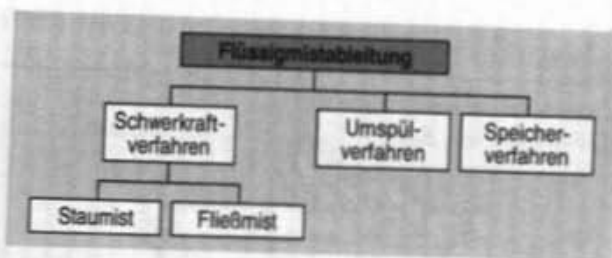 Flüssigmistableitung
Schwerkraft-
verfahren
Umspül-
verfahren
Speicher-
verfahren
Staumist
Fließmist